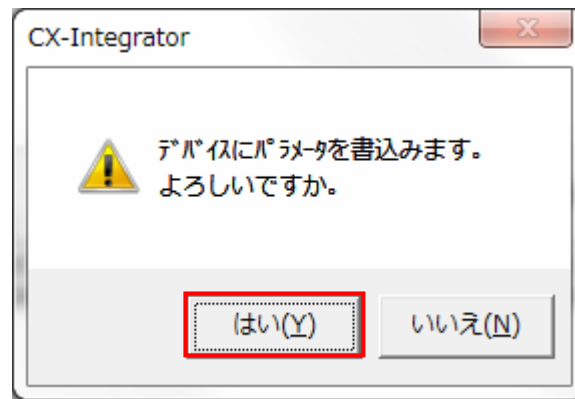 CX-Integrator
ﾃﾞﾊﾞｲｽにﾊﾟﾗﾒｰﾀを書込みます。
よろしいですか。
はい(Y)
いいえ(N)